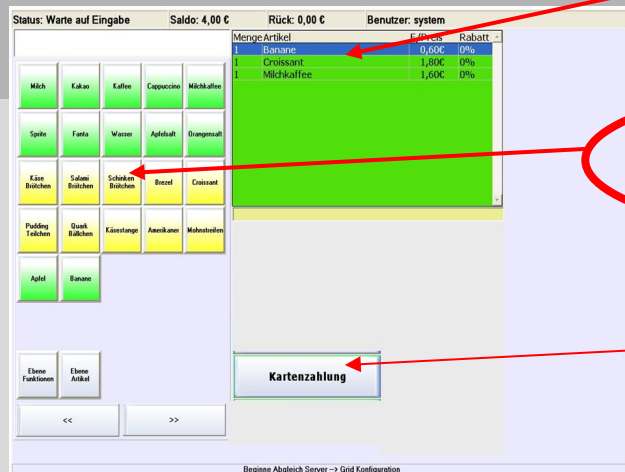 Status: Warte auf Eingabe Saldo: 4,00 € Rück: 0,00 € Benutzer: system
Menge Artikel E/Preis Rabatt
1 Banane 0,60€ 0%
1 Croissant 1,80€ 0%
1 Milchkaffee 1,60€ 0%
Milch Kakao Kaffee Cappuccino Milchkaffee
Sprite Fanta Wasser Apfelsaft Orangensaft
Käse Brötchen Salami Brötchen Schinken Brötchen Brezel Croissant
Pudding Teilchen Quark Bällchen Käsestange Amerikaner Mohnstreifen
Apfel Banane
Ebene Funktionen Ebene Artikel
Kartenzahlung
<< >>
Beginne Abgleich Server --> Grid Konfiguration